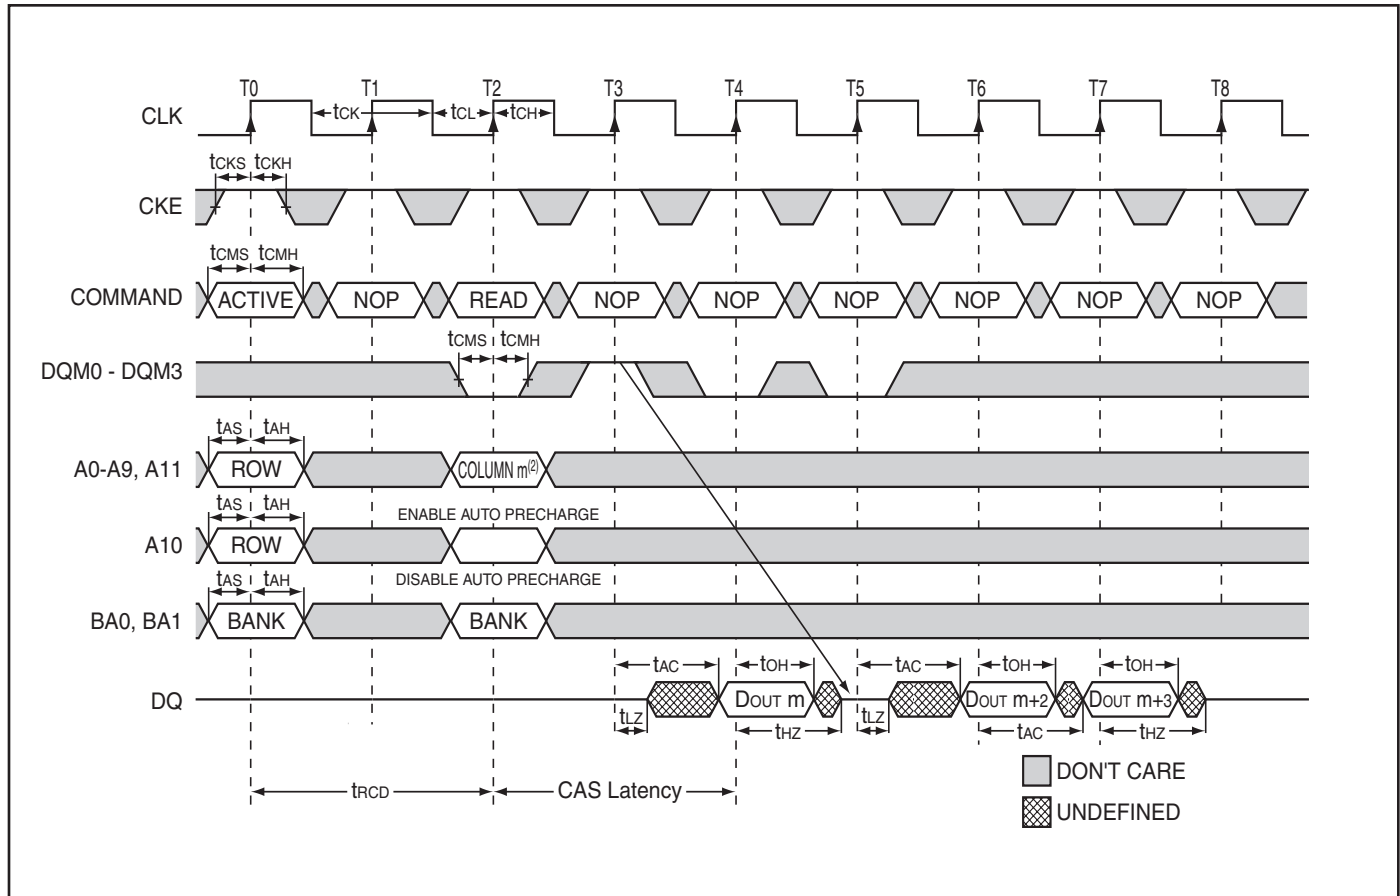 T0 T1 T2 T3 T4 T5 T6 T7 T8
CLK tCK tCL tCH
tCKS tCKH
CKE
tCMS tCMH
COMMAND ACTIVE NOP READ NOP NOP NOP NOP NOP NOP
tCMS tCMH
DQM0 - DQM3
tAS tAH
A0-A9, A11 ROW COLUMN m(2)
tAS tAH ENABLE AUTO PRECHARGE
A10 ROW
tAS tAH DISABLE AUTO PRECHARGE
BA0, BA1 BANK BANK
tAC tOH tAC tOH tOH
DQ DOUT m DOUT m+2 DOUT m+3
tLZ tHZ tLZ tAC tHZ
DON'T CARE
tRCD CAS Latency
UNDEFINED